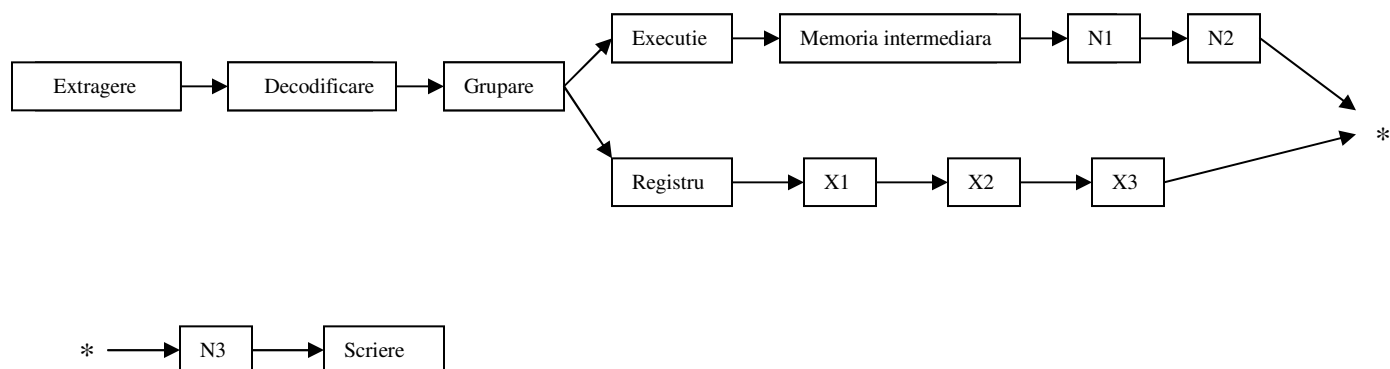 Executie
Memoria intermediara
N1
N2
Extragere
Decodificare
Grupare
*
Registru
X1
X2
X3
*
N3
Scriere